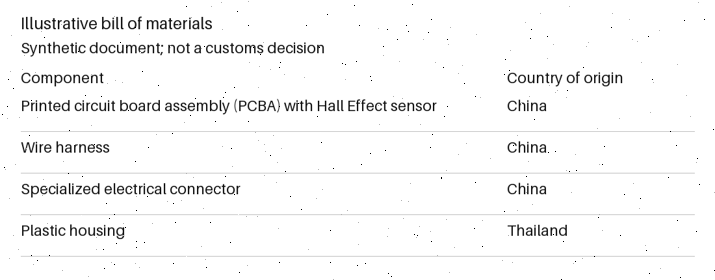 Illustrative bill of materials
Synthetic document; not a customs decision
Component Country of origin
Printed circuit board assembly (PCBA) with Hall Effect sensor China
Wire harness China
Specialized electrical connector China
Plastic housing Thailand